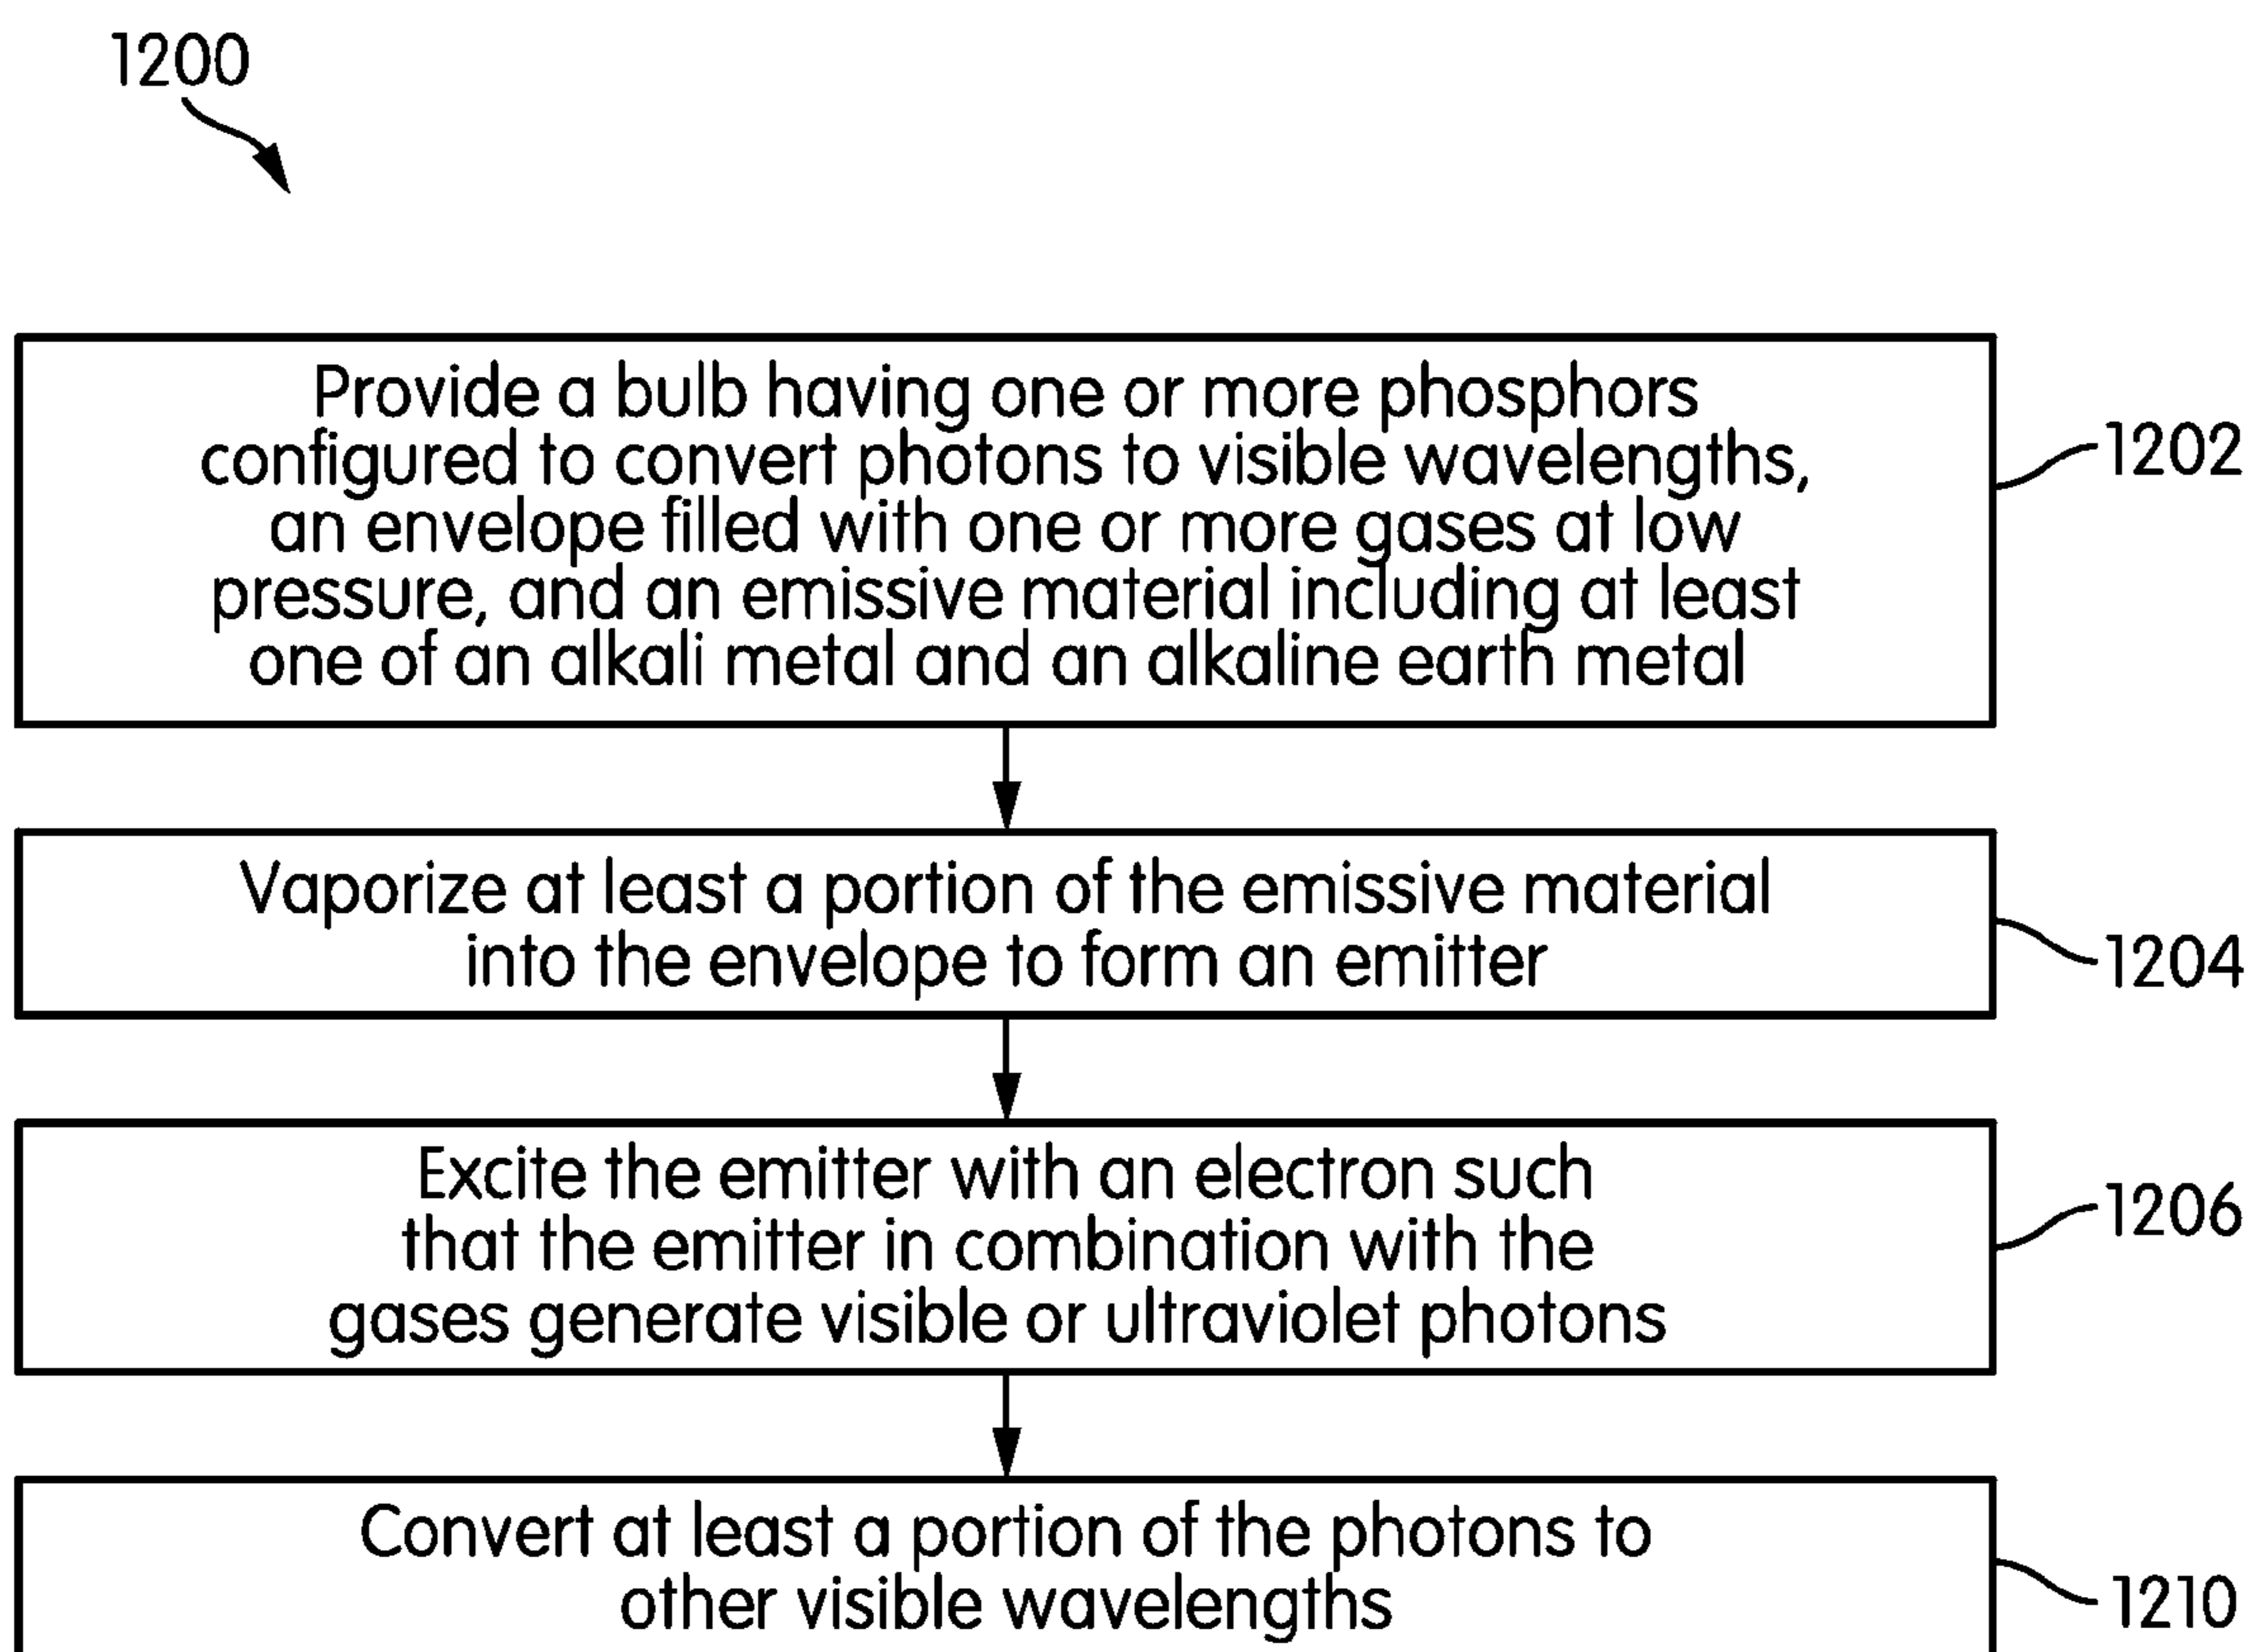 1200
Provide a bulb having one or more phosphors
configured to convert photons to visible wavelengths,
an envelope filled with one or more gases at low
pressure, and an emissive material including at least
one of an alkali metal and an alkaline earth metal
1202
Vaporize at least a portion of the emissive material
into the envelope to form an emitter
1204
Excite the emitter with an electron such
that the emitter in combination with the
gases generate visible or ultraviolet photons
1206
Convert at least a portion of the photons to
other visible wavelengths
1210